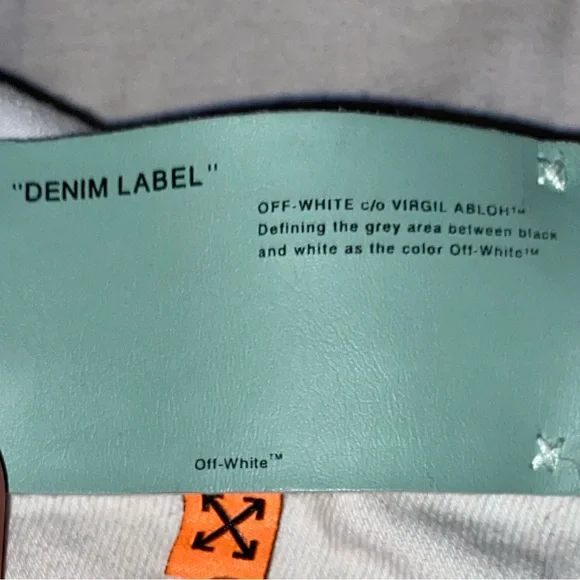 "DENIM LABEL"
OFF-WHITE c/o VIRGIL ABLOH™
Defining the grey area between black
and white as the color Off-White™
Off-White™